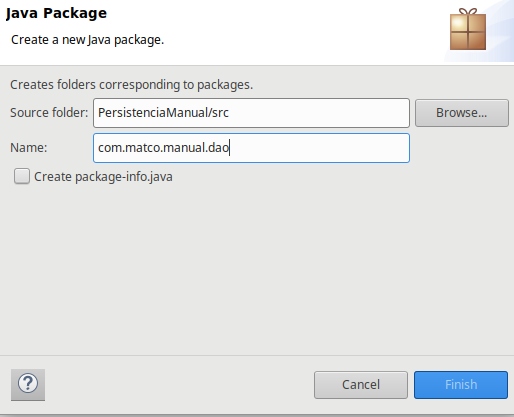 Java Package
Create a new Java package.
Creates folders corresponding to packages.
Source folder: PersistenciaManual/src Browse...
Name: com.matco.manual.dao
Create package-info.java
? Cancel Finish